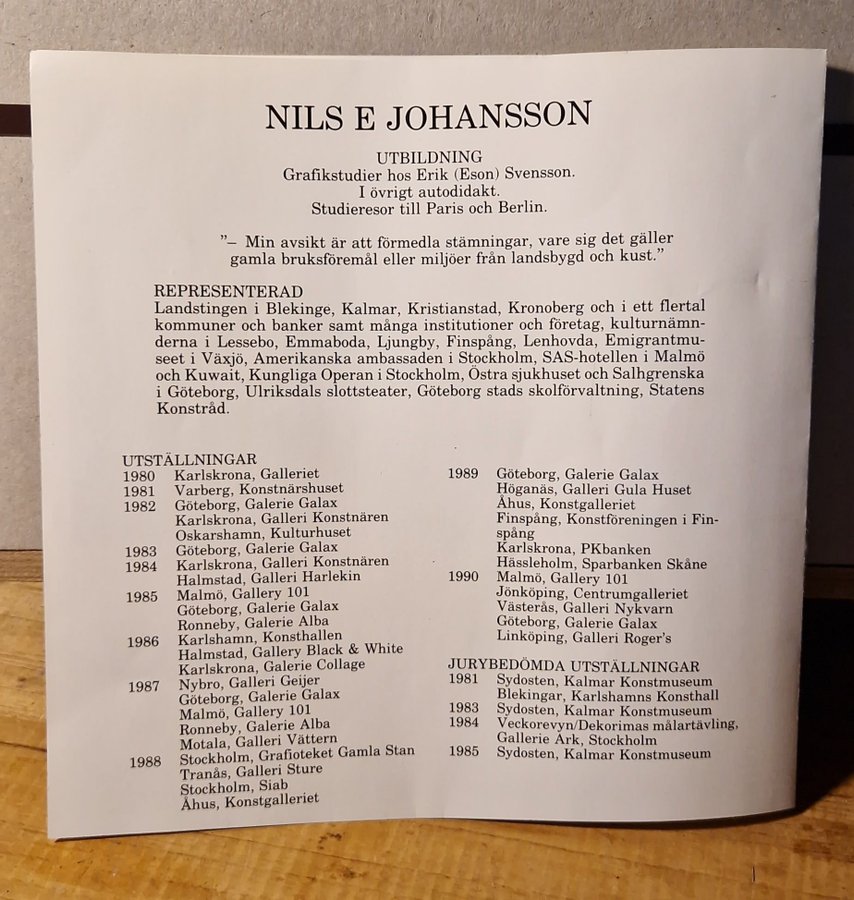 NILS E JOHANSSON
UTBILDNING
Grafikstudier hos Erik (Eson) Svensson.
I övrigt autodidakt.
Studieresor till Paris och Berlin.
”– Min avsikt är att förmedla stämningar, vare sig det gäller
gamla bruksföremål eller miljöer från landsbygd och kust.”
REPRESENTERAD
Landstingen i Blekinge, Kalmar, Kristianstad, Kronoberg och i ett flertal
kommuner och banker samt många institutioner och företag, kulturnämn-
derna i Lessebo, Emmaboda, Ljungby, Finspång, Lenhovda, Emigrantmu-
seet i Växjö, Amerikanska ambassaden i Stockholm, SAS-hotellen i Malmö
och Kuwait, Kungliga Operan i Stockholm, Östra sjukhuset och Salhgrenska
i Göteborg, Ulriksdals slottsteater, Göteborg stads skolförvaltning, Statens
Konstråd.
UTSTÄLLNINGAR
1980 Karlskrona, Galleriet
1981 Varberg, Konstnärshuset
1982 Göteborg, Galerie Galax
Karlskrona, Galleri Konstnären
Oskarshamn, Kulturhuset
1983 Göteborg, Galerie Galax
1984 Karlskrona, Galleri Konstnären
Halmstad, Galleri Harlekin
1985 Malmö, Gallery 101
Göteborg, Galerie Galax
Ronneby, Galerie Alba
1986 Karlshamn, Konsthallen
Halmstad, Gallery Black & White
Karlskrona, Galerie Collage
1987 Nybro, Galleri Geijer
Göteborg, Galerie Galax
Malmö, Gallery 101
Ronneby, Galerie Alba
Motala, Galleri Vättern
1988 Stockholm, Grafioteket Gamla Stan
Tranås, Galleri Sture
Stockholm, Siab
Åhus, Konstgalleriet
1989 Göteborg, Galerie Galax
Höganäs, Galleri Gula Huset
Åhus, Konstgalleriet
Finspång, Konstföreningen i Fin-
spång
Karlskrona, PKbanken
Hässleholm, Sparbanken Skåne
1990 Malmö, Gallery 101
Jönköping, Centrumgalleriet
Västerås, Galleri Nykvarn
Göteborg, Galerie Galax
Linköping, Galleri Roger's
JURYBEDÖMDA UTSTÄLLNINGAR
1981 Sydosten, Kalmar Konstmuseum
Blekingar, Karlshamns Konsthall
1983 Sydosten, Kalmar Konstmuseum
1984 Veckorevyn/Dekorimas målartävling,
Gallerie Ark, Stockholm
1985 Sydosten, Kalmar Konstmuseum